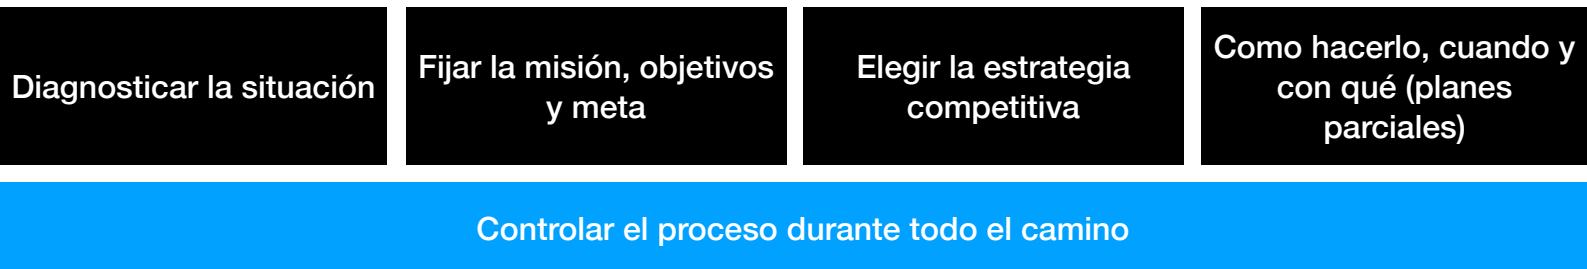 Diagnosticar la situación
Fijar la misión, objetivos
y meta
Elegir la estrategia
competitiva
Como hacerlo, cuando y
con qué (planes
parciales)
Controlar el proceso durante todo el camino